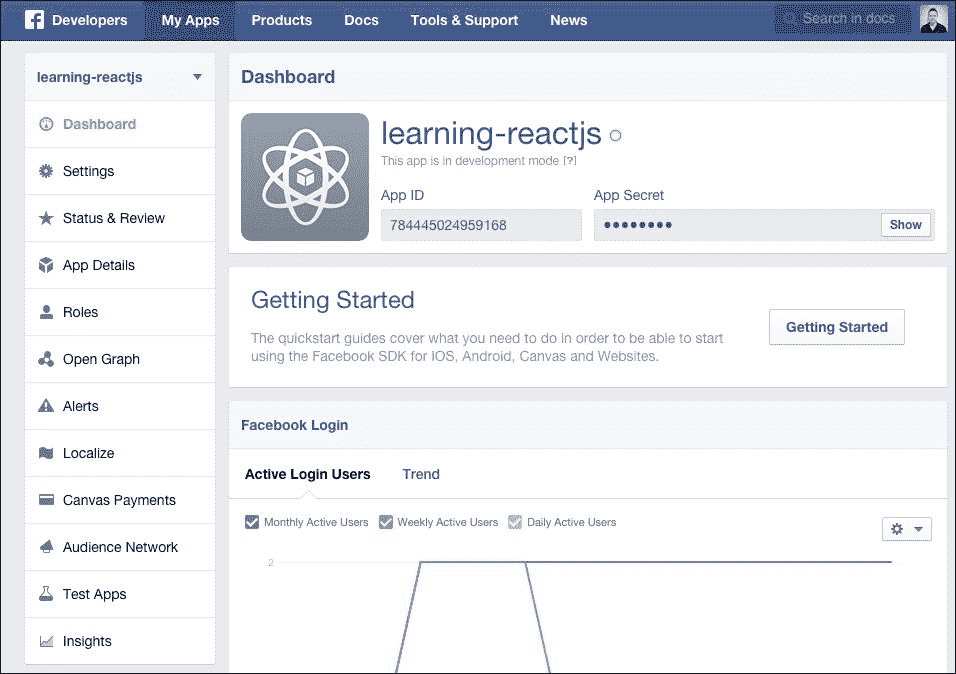 Developers My Apps Products Docs Tools & Support News Search in docs
learning-reactjs
Dashboard
Settings
Status & Review
App Details
Roles
Open Graph
Alerts
Localize
Canvas Payments
Audience Network
Test Apps
Insights
Dashboard
learning-reactjs
This app is in development mode [?]
App ID App Secret
784445024959168 ●●●●●●●● Show
Getting Started
The quickstart guides cover what you need to do in order to be able to start
using the Facebook SDK for IOS, Android, Canvas and Websites.
Getting Started
Facebook Login
Active Login Users Trend
Monthly Active Users Weekly Active Users Daily Active Users
2